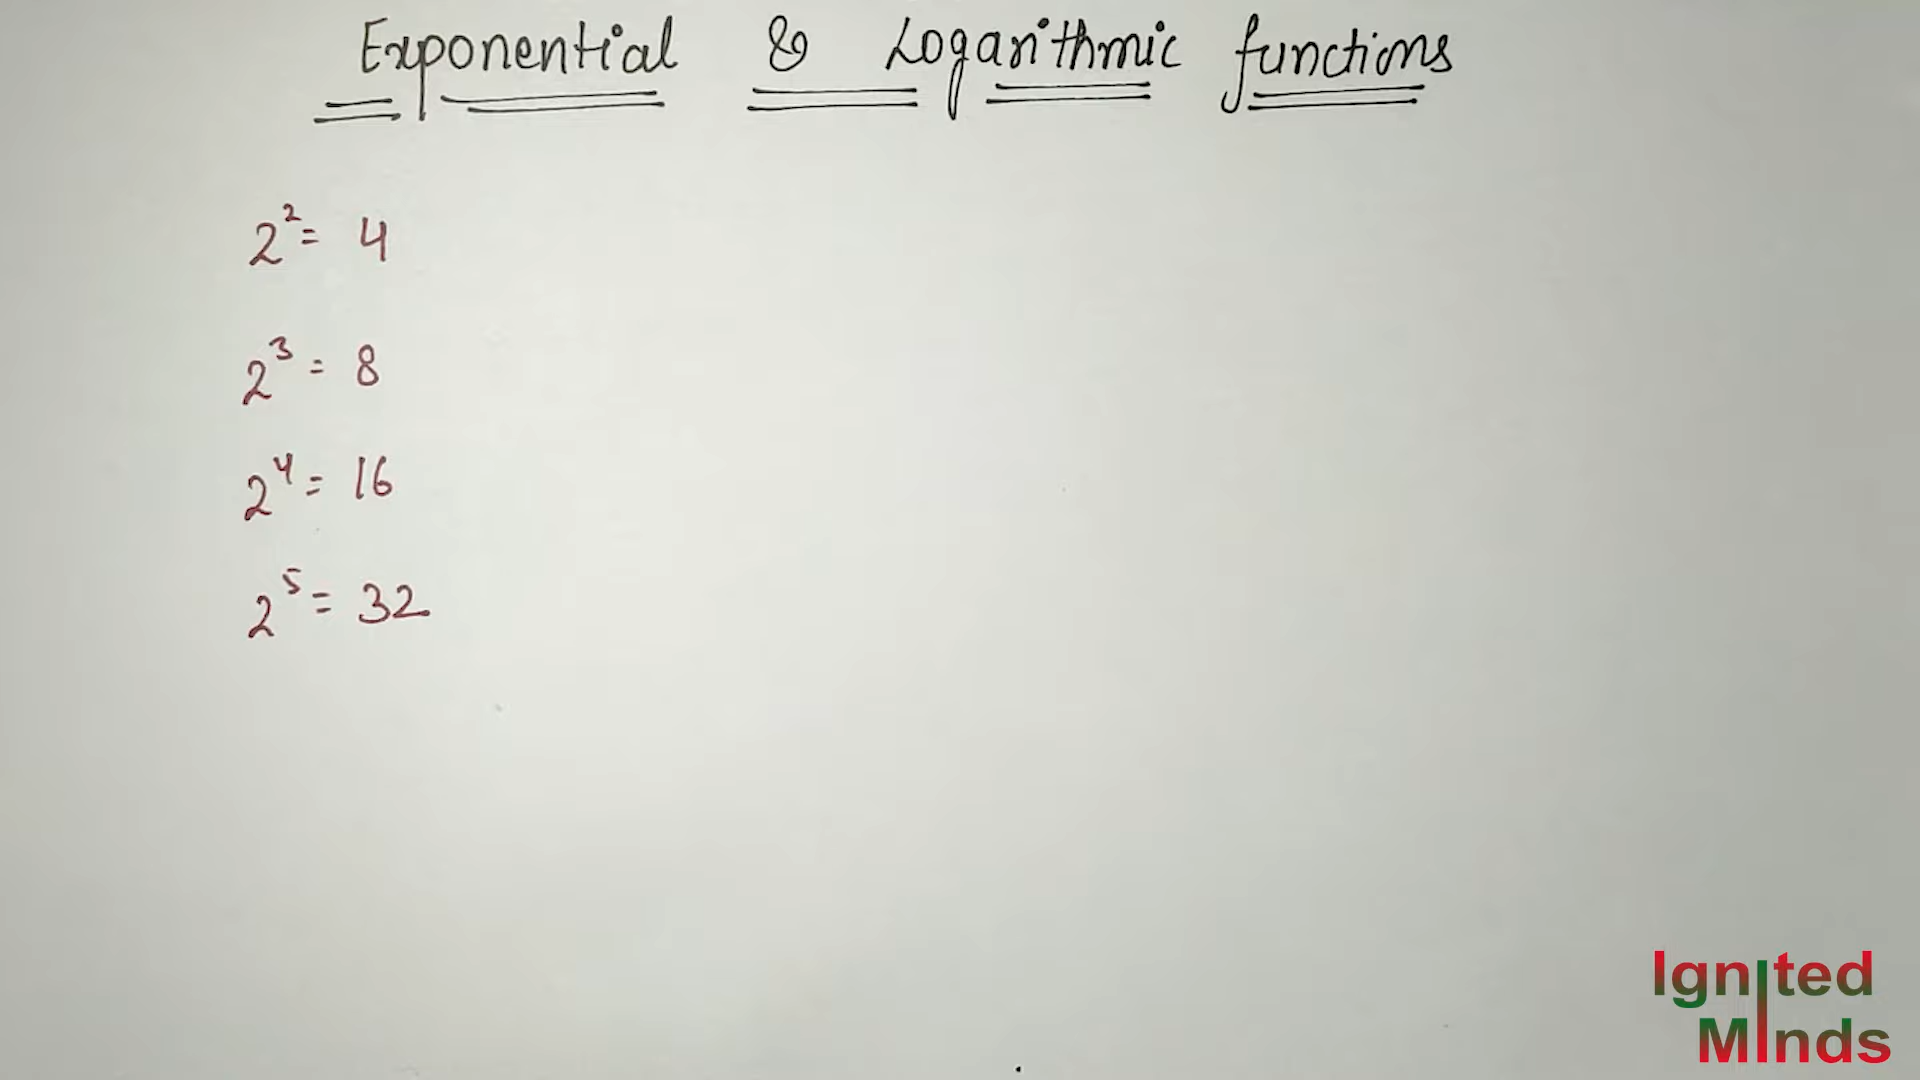 Exponential & Logarithmic functions
2² = 4
2³ = 8
2⁴ = 16
2⁵ = 32
Ignited
Minds